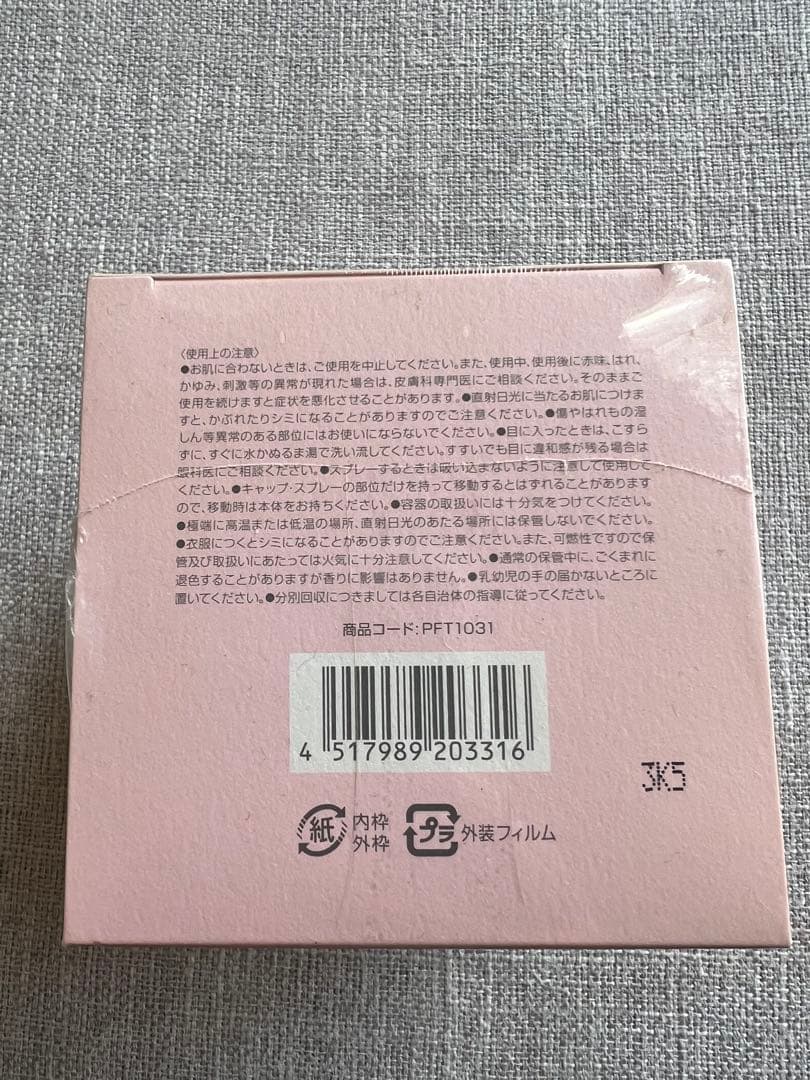 〈使用上の注意〉
●お肌に合わないときは、ご使用を中止してください。また、使用中、使用後に赤味、はれ、
かゆみ、刺激等の異常が現れた場合は、皮膚科専門医にご相談ください。そのままご
使用を続けますと症状を悪化させることがあります。●直射日光に当たるお肌につけま
すと、かぶれたりシミになることがありますのでご注意ください。●傷やはれもの湿
しん等異常のある部位にはお使いにならないでください。●目に入ったときは、こすら
ずに、すぐに水かぬるま湯で洗い流してください。すすいでも目に違和感が残る場合は
眼科医にご相談ください。●スプレーするときは吸い込まないように注意して使用して
ください。●キャップ・スプレーの部位だけを持って移動するとはずれることがあります
ので、移動時は本体をお持ちください。●容器の取扱いには十分気をつけてください。
●極端に高温または低温の場所、直射日光のあたる場所には保管しないでください。
●衣服につくとシミになることがありますのでご注意ください。また、可燃性ですので保
管及び取扱いにあたっては火気に十分注意してください。●通常の保管中に、ごくまれに
退色することがありますが香りに影響はありません。●乳幼児の手の届かないところに
置いてください。●分別回収につきましては各自治体の指導に従ってください。
商品コード:PFT1031
4 517989 203316
3K5
紙 内枠
外枠
プラ 外装フィルム